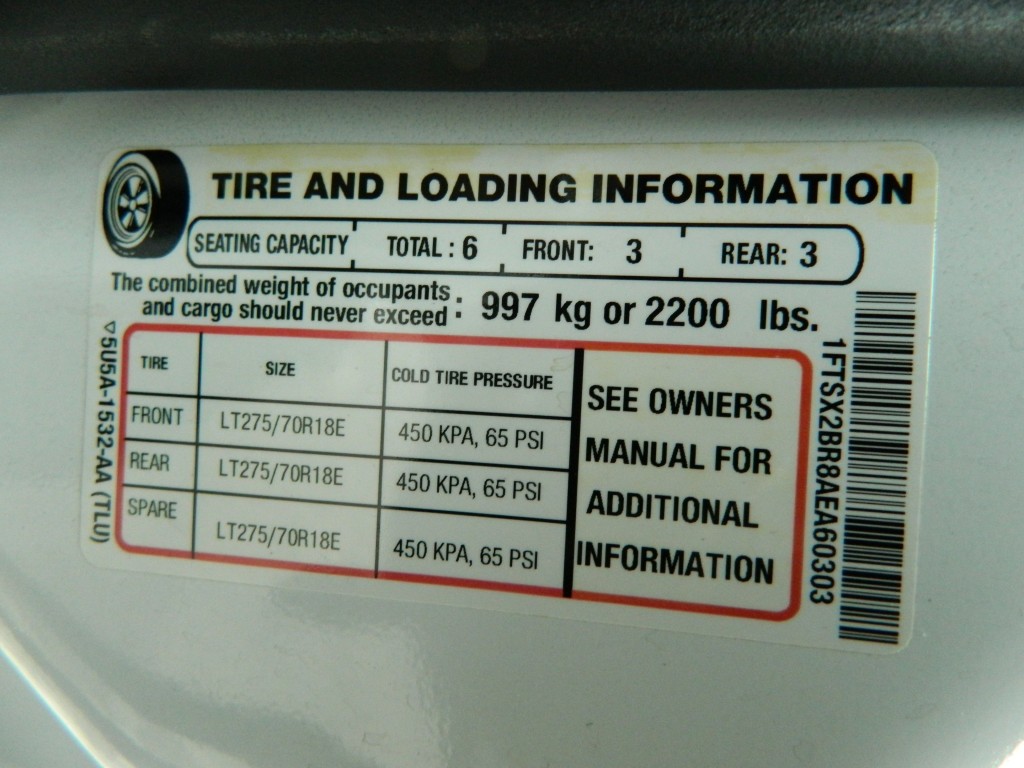 TIRE AND LOADING INFORMATION
SEATING CAPACITY TOTAL : 6 FRONT: 3 REAR: 3
The combined weight of occupants
and cargo should never exceed : 997 kg or 2200 lbs.
TIRE SIZE COLD TIRE PRESSURE
FRONT LT275/70R18E 450 KPA, 65 PSI
REAR LT275/70R18E 450 KPA, 65 PSI
SPARE LT275/70R18E 450 KPA, 65 PSI
SEE OWNERS
MANUAL FOR
ADDITIONAL
INFORMATION
5U5A-1532-AA (TLU)
1FTSX2BR8AEA60303